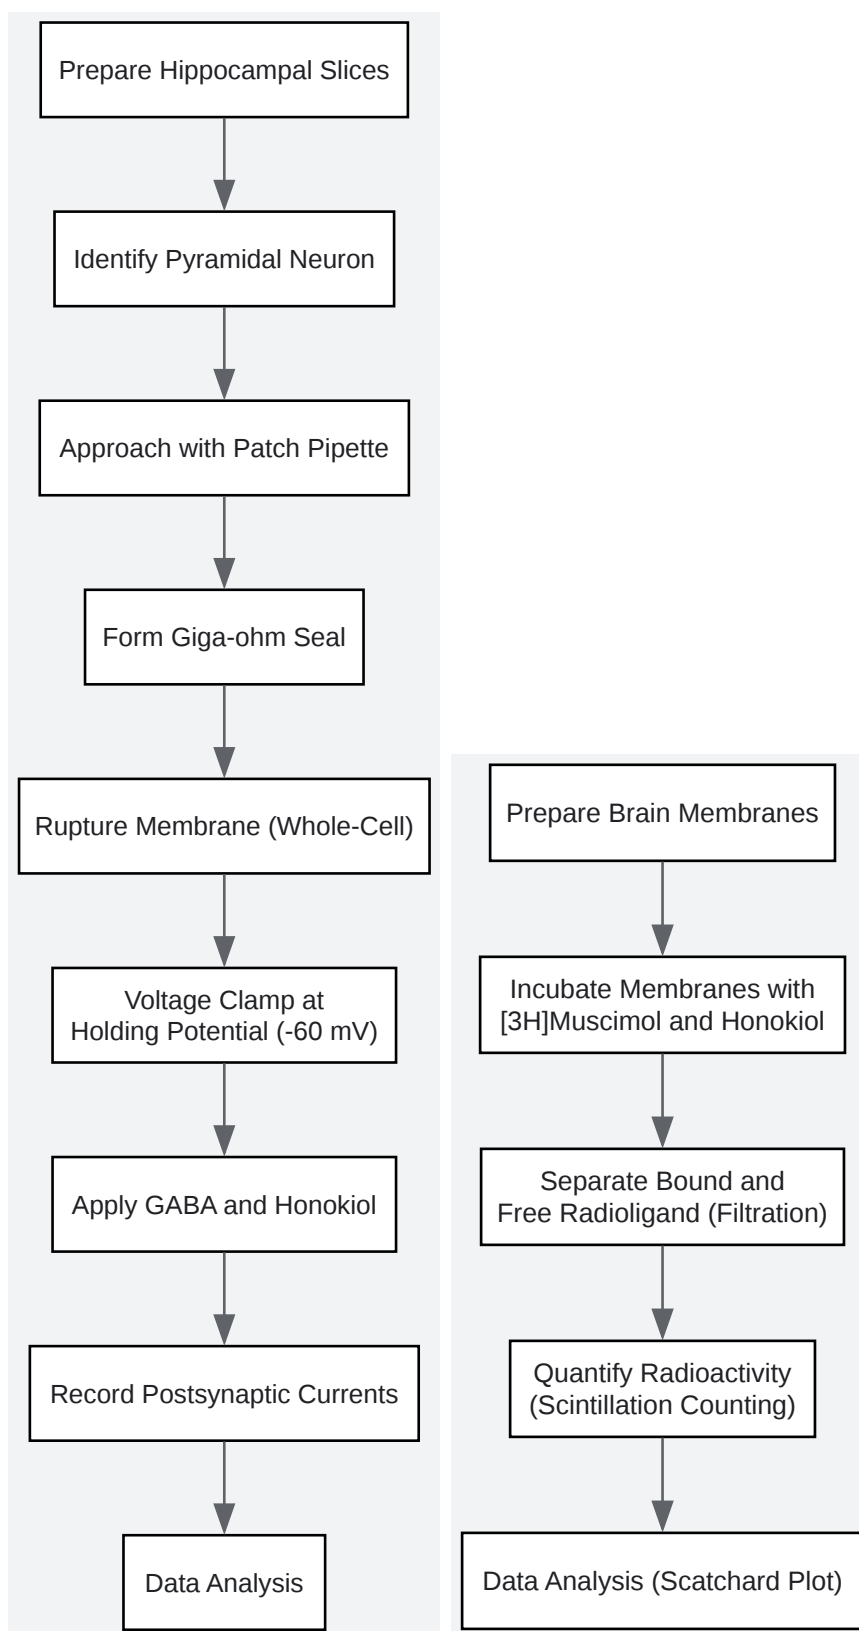 Prepare Hippocampal Slices
Identify Pyramidal Neuron
Approach with Patch Pipette
Form Giga-ohm Seal
Rupture Membrane (Whole-Cell)
Voltage Clamp at
Holding Potential (-60 mV)
Apply GABA and Honokiol
Record Postsynaptic Currents
Data Analysis
Prepare Brain Membranes
Incubate Membranes with
[3H]Muscimol and Honokiol
Separate Bound and
Free Radioligand (Filtration)
Quantify Radioactivity
(Scintillation Counting)
Data Analysis (Scatchard Plot)